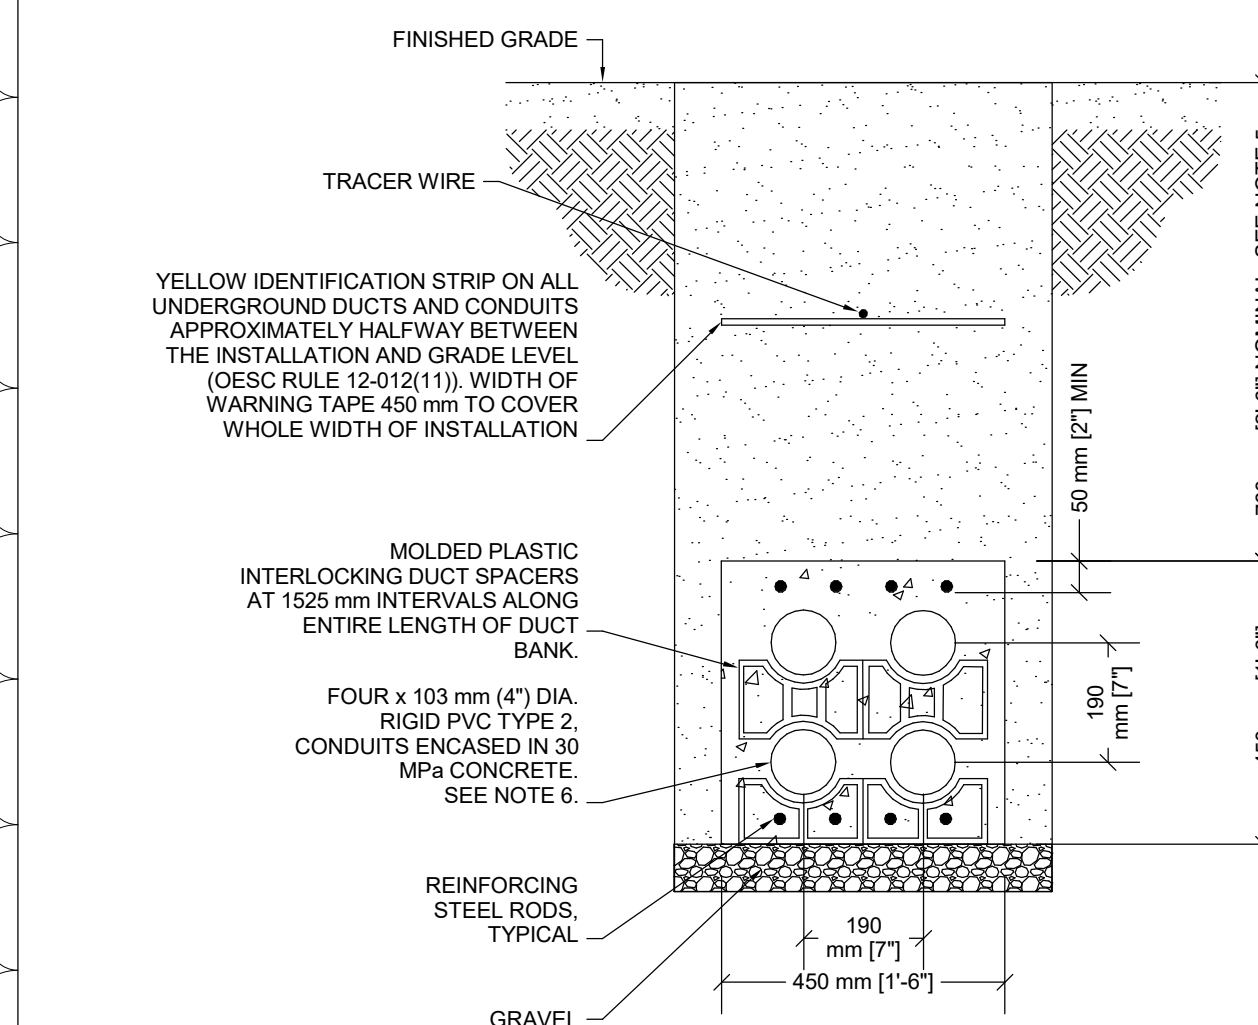 FINISHED GRADE
TRACER WIRE
YELLOW IDENTIFICATION STRIP ON ALL
UNDERGROUND DUCTS AND CONDUITS
APPROXIMATELY HALFWAY BETWEEN
THE INSTALLATION AND GRADE LEVEL
(OESC RULE 12-012(11)). WIDTH OF
WARNING TAPE 450 mm TO COVER
WHOLE WIDTH OF INSTALLATION
50 mm [2"] MIN
MOLDED PLASTIC
INTERLOCKING DUCT SPACERS
AT 1525 mm INTERVALS ALONG
ENTIRE LENGTH OF DUCT
BANK.
190
mm [7"]
FOUR x 103 mm (4") DIA.
RIGID PVC TYPE 2,
CONDUITS ENCASED IN 30
MPa CONCRETE.
SEE NOTE 6.
REINFORCING
STEEL RODS,
TYPICAL
190
mm [7"]
450 mm [1'-6"]
GRAVEL